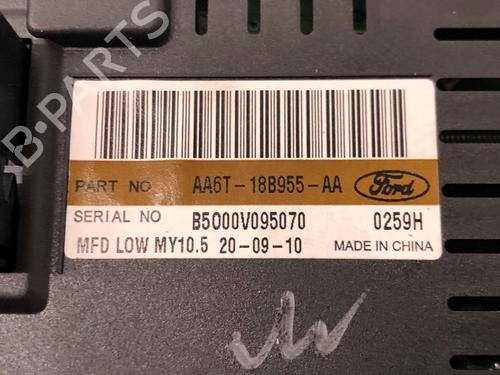 B-PARTS
PART NO AA6T-18B955-AA Ford
SERIAL NO B5000V095070 0259H
MFD LOW MY10.5 20-09-10 MADE IN CHINA